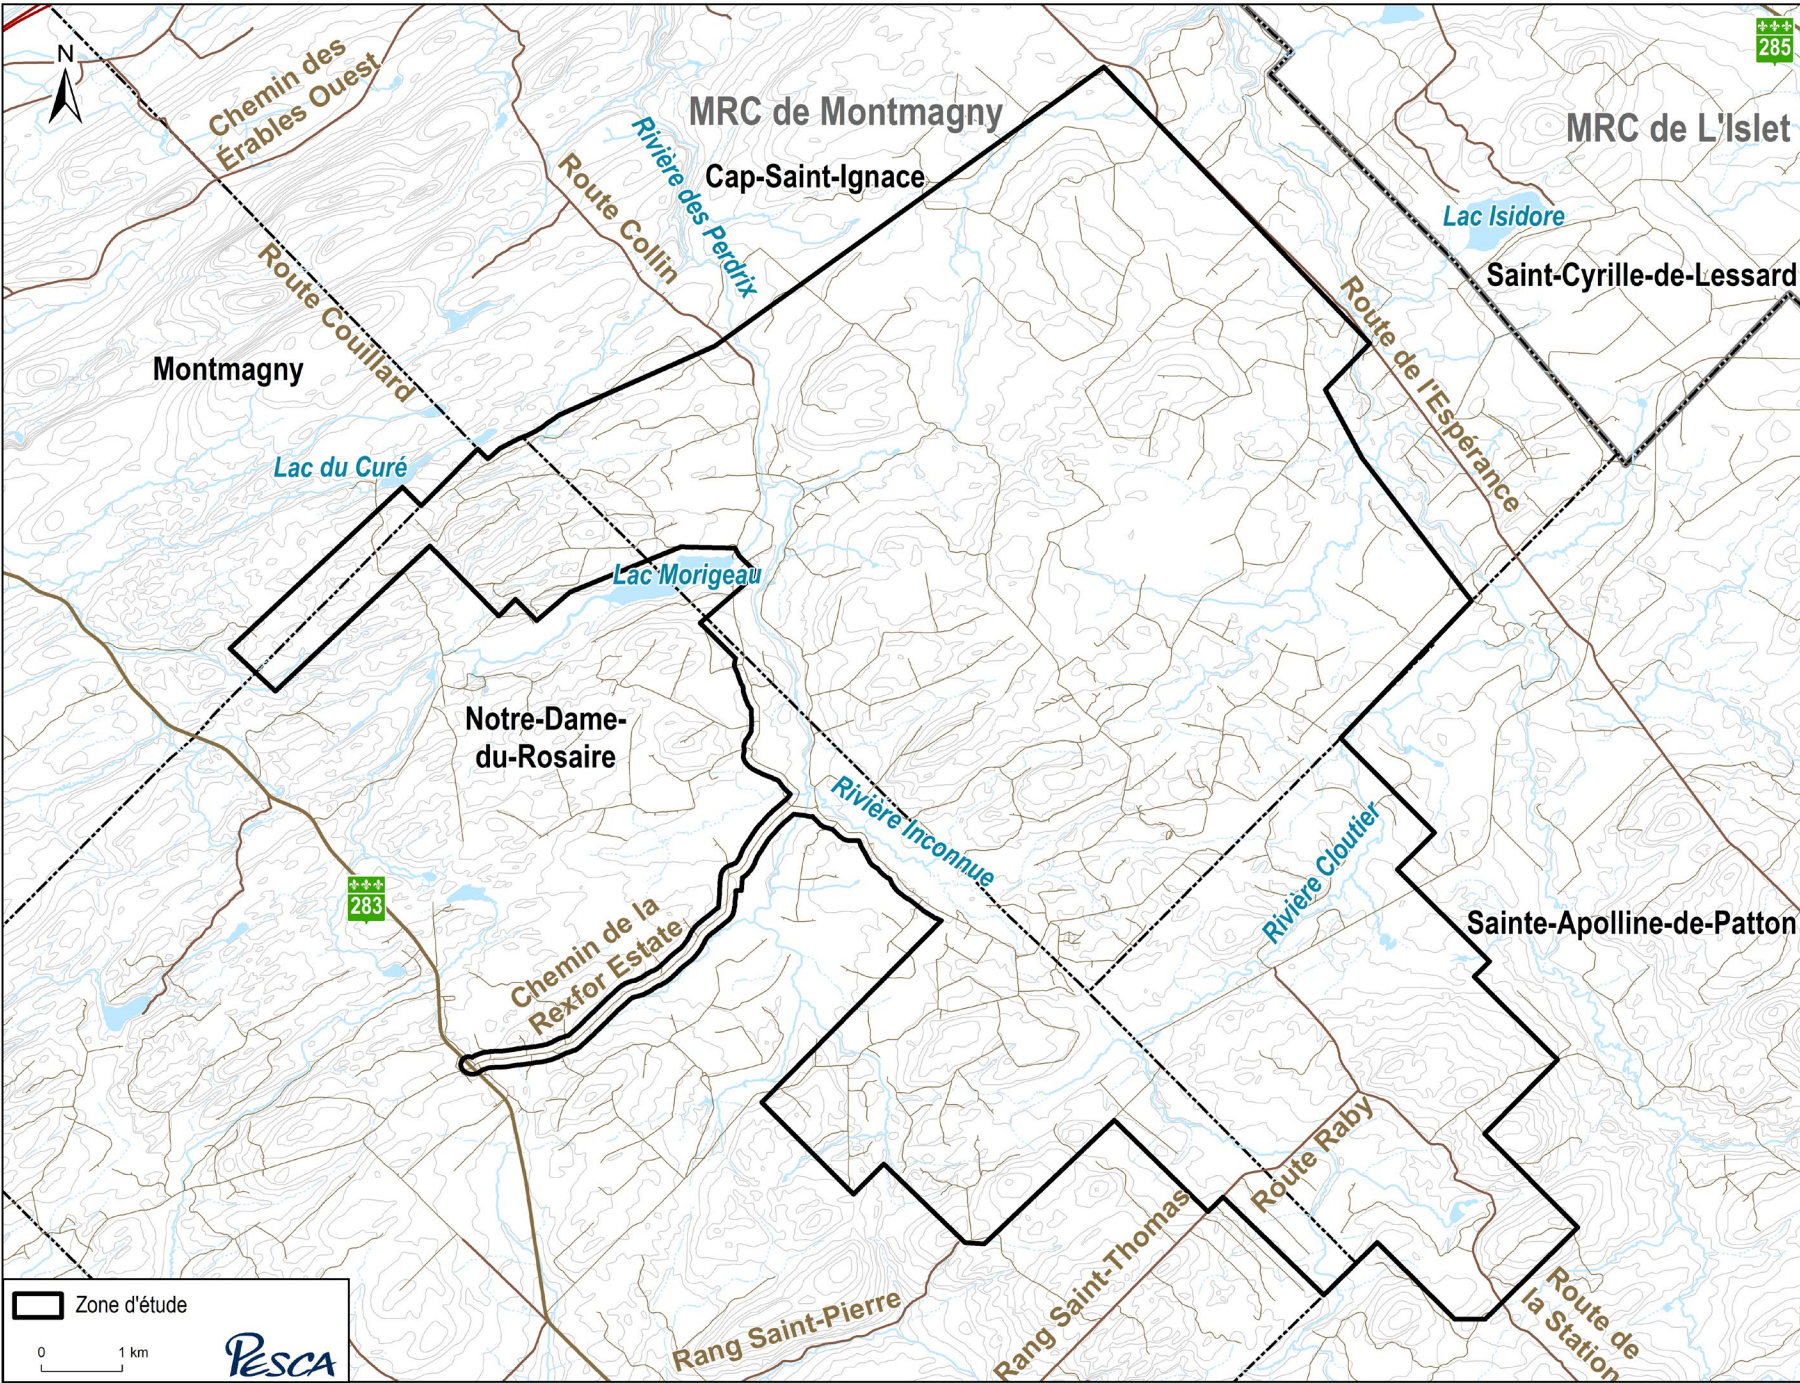 N
285
Chemin des
Érables Ouest
MRC de Montmagny
MRC de L'Islet
Rivière des Perdrix
Cap-Saint-Ignace
Route Collin
Lac Isidore
Saint-Cyrille-de-Lessard
Route Couillard
Route de l'Espérance
Montmagny
Lac du Curé
Lac Morigeau
Notre-Dame-
du-Rosaire
Rivière Inconnue
Rivière Cloutier
283
Chemin de la
Rexfor Estate
Sainte-Apolline-de-Patton
Route Raby
Rang Saint-Thomas
Rang Saint-Pierre
Route de
la Station
Zone d'étude
0 1 km
PESCA